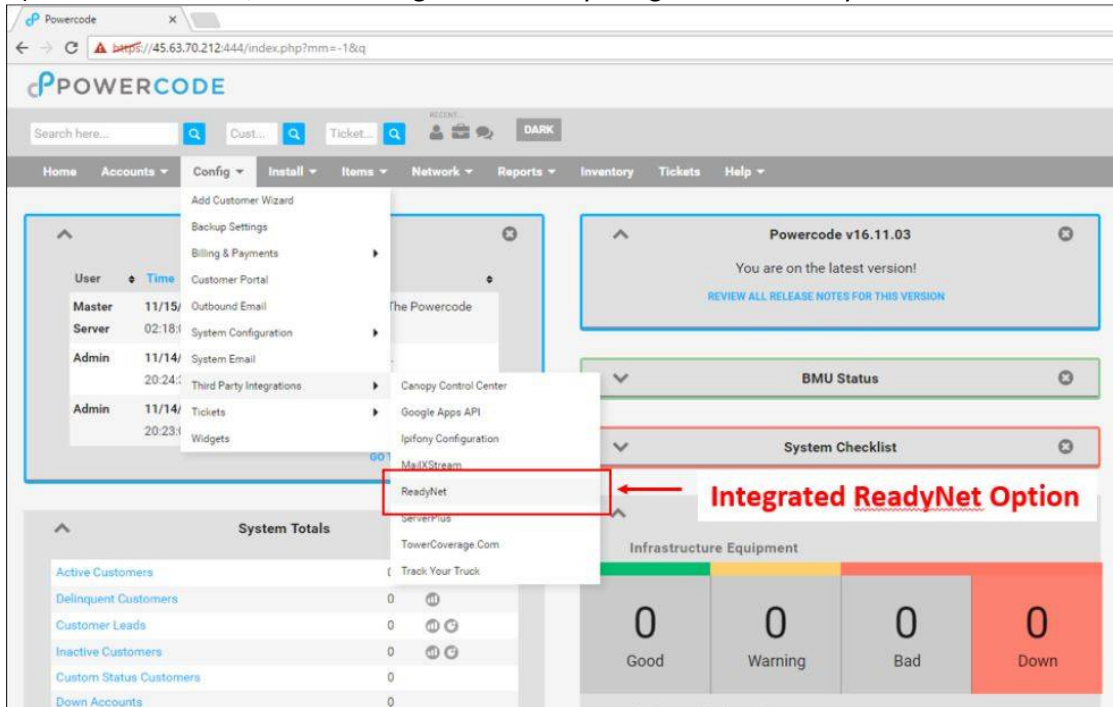 Powercode
https://45.63.70.212:444/index.php?mm=-1&q
POWERCODE
Search here...
Cust...
Ticket...
RECENT...
DARK
Home Accounts Config Install Items Network Reports Inventory Tickets Help
Add Customer Wizard
Backup Settings
Billing & Payments
Customer Portal
Outbound Email
System Configuration
System Email
Third Party Integrations
Tickets
Widgets
Canopy Control Center
Google Apps API
Ipifony Configuration
MailXStream
ReadyNet
ServerPlus
TowerCoverage.Com
Track Your Truck
User Time
Master Server
11/15/
02:18:
The Powercode
Admin
11/14/
20:24:
Admin
11/14/
20:23:
GO
Powercode v16.11.03
You are on the latest version!
REVIEW ALL RELEASE NOTES FOR THIS VERSION
BMU Status
System Checklist
Integrated ReadyNet Option
System Totals
Active Customers
Delinquent Customers 0
Customer Leads 0
Inactive Customers 0
Custom Status Customers 0
Down Accounts 0
Infrastructure Equipment
0 0 0 0
Good Warning Bad Down